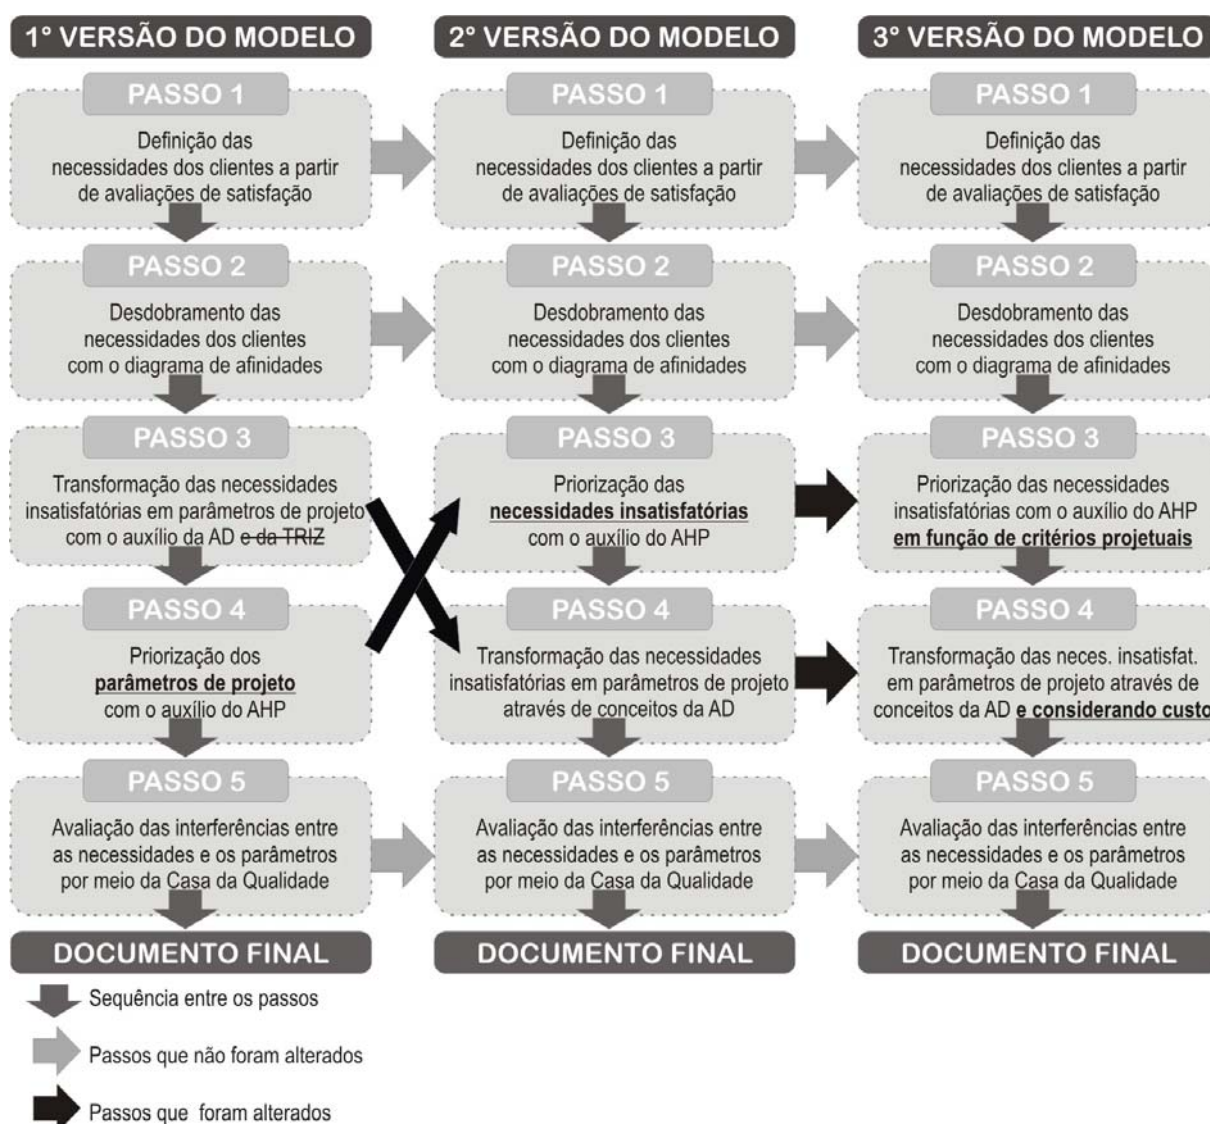 1° VERSÃO DO MODELO
PASSO 1
Definição das
necessidades dos clientes a partir
de avaliações de satisfação
PASSO 2
Desdobramento das
necessidades dos clientes
com o diagrama de afinidades
PASSO 3
Transformação das necessidades
insatisfatórias em parâmetros de projeto
com o auxílio da AD e da TRIZ
PASSO 4
Priorização dos
parâmetros de projeto
com o auxílio do AHP
PASSO 5
Avaliação das interferências entre
as necessidades e os parâmetros
por meio da Casa da Qualidade
DOCUMENTO FINAL
2° VERSÃO DO MODELO
PASSO 1
Definição das
necessidades dos clientes a partir
de avaliações de satisfação
PASSO 2
Desdobramento das
necessidades dos clientes
com o diagrama de afinidades
PASSO 3
Priorização das
necessidades insatisfatórias
com o auxílio do AHP
PASSO 4
Transformação das necessidades
insatisfatórias em parâmetros de projeto
através de conceitos da AD
PASSO 5
Avaliação das interferências entre
as necessidades e os parâmetros
por meio da Casa da Qualidade
DOCUMENTO FINAL
3° VERSÃO DO MODELO
PASSO 1
Definição das
necessidades dos clientes a partir
de avaliações de satisfação
PASSO 2
Desdobramento das
necessidades dos clientes
com o diagrama de afinidades
PASSO 3
Priorização das necessidades
insatisfatórias com o auxílio do AHP
em função de critérios projetuais
PASSO 4
Transformação das neces. insatisfat.
em parâmetros de projeto através de
conceitos da AD e considerando custo
PASSO 5
Avaliação das interferências entre
as necessidades e os parâmetros
por meio da Casa da Qualidade
DOCUMENTO FINAL
Sequência entre os passos
Passos que não foram alterados
Passos que foram alterados